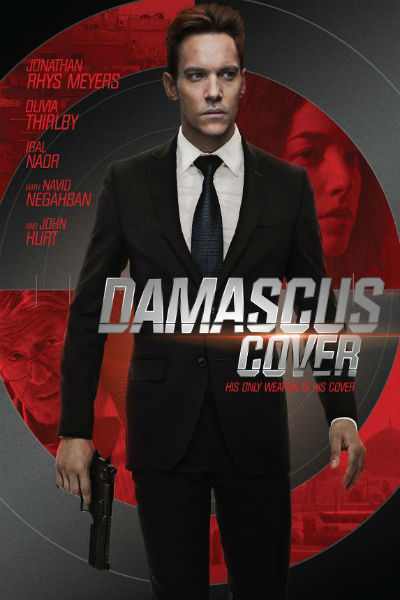 JONATHAN
RHYS MEYERS
OLIVIA
THIRLBY
IGAL
NAOR
WITH NAVID
NEGAHBAN
AND JOHN
HURT
DAMASCUS
COVER
HIS ONLY WEAPON IS HIS COVER